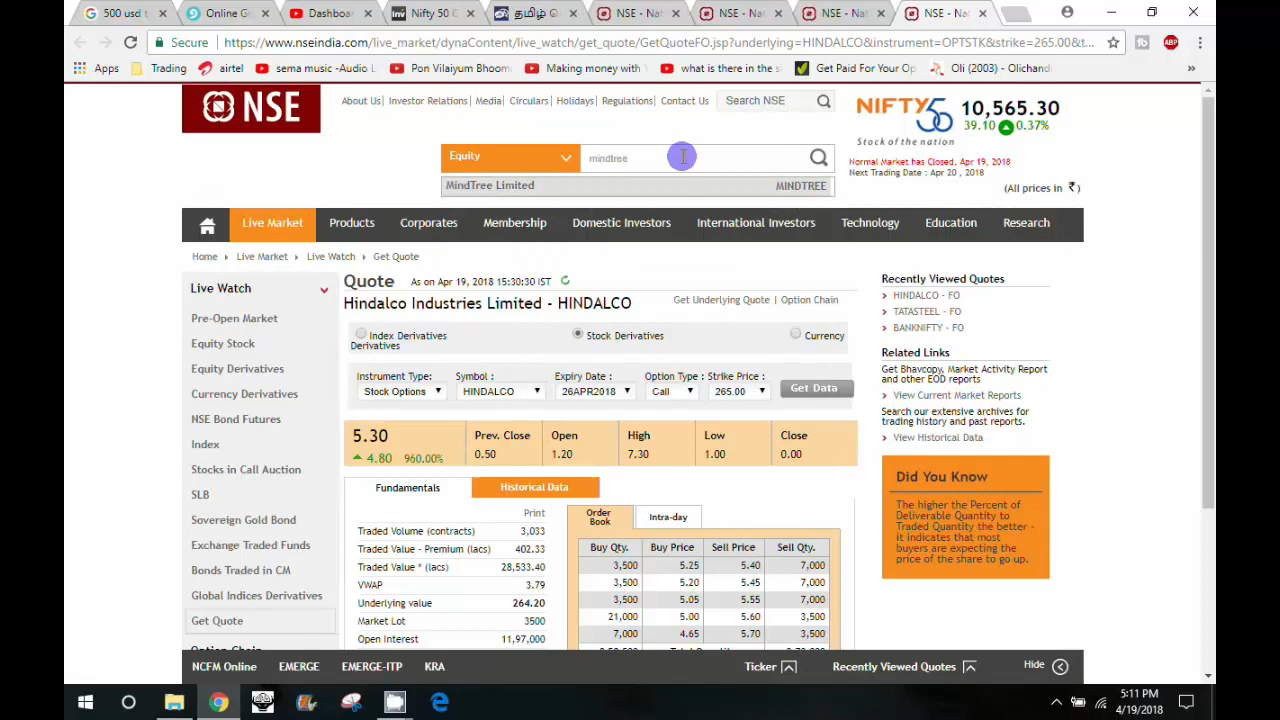 500 usd t
Online G
Dashboa
Nifty 50
தமிழ்
NSE - Nat
NSE - Nat
NSE - Nat
NSE - Nat
Secure
https://www.nseindia.com/live_market/dynaContent/live_watch/get_quote/GetQuoteFO.jsp?underlying=HINDALCO&instrument=OPTSTK&strike=265.00&t...
Apps
Trading
airtel
sema music -Audio L
Pon Vilaiyum Bhoom
Making money with
what is there in the s
Get Paid For Your Op
Oli (2003) - Olichand
»
NSE
About Us| Investor Relations| Media| Circulars| Holidays| Regulations| Contact Us
Search NSE
NIFTY 50
Stock of the nation
10,565.30
39.10 0.37%
Normal Market has Closed. Apr 19, 2018
Next Trading Date : Apr 20 , 2018
(All prices in ₹)
Equity
mindtree
MindTree Limited MINDTREE
Live Market
Products
Corporates
Membership
Domestic Investors
International Investors
Technology
Education
Research
Home › Live Market › Live Watch › Get Quote
Live Watch
Pre-Open Market
Equity Stock
Equity Derivatives
Currency Derivatives
NSE Bond Futures
Index
Stocks in Call Auction
SLB
Sovereign Gold Bond
Exchange Traded Funds
Bonds Traded in CM
Global Indices Derivatives
Get Quote
Option Chain
Quote As on Apr 19, 2018 15:30:30 IST
Hindalco Industries Limited - HINDALCO
Get Underlying Quote | Option Chain
Index Derivatives
Stock Derivatives
Currency
Derivatives
Instrument Type: Symbol : Expiry Date : Option Type : Strike Price :
Stock Options HINDALCO 26APR2018 Call 265.00 Get Data
5.30 Prev. Close Open High Low Close
4.80 960.00% 0.50 1.20 7.30 1.00 0.00
Fundamentals
Historical Data
Print
Traded Volume (contracts) 3,033
Traded Value - Premium (lacs) 402.33
Traded Value * (lacs) 28,533.40
VWAP 3.79
Underlying value 264.20
Market Lot 3500
Open Interest 11,97,000
Order
Book
Intra-day
Buy Qty. Buy Price Sell Price Sell Qty.
3,500 5.25 5.40 7,000
3,500 5.20 5.45 7,000
3,500 5.05 5.55 7,000
21,000 5.00 5.60 3,500
7,000 4.65 5.70 3,500
Recently Viewed Quotes
HINDALCO - FO
TATASTEEL - FO
BANKNIFTY - FO
Related Links
Get Bhavcopy, Market Activity Report
and other EOD reports
View Current Market Reports
Search our extensive archives for
trading history and past reports.
View Historical Data
Did You Know
The higher the Percent of
Deliverable Quantity to
Traded Quantity the better -
it indicates that most
buyers are expecting the
price of the share to go up.
NCFM Online
EMERGE
EMERGE-ITP
KRA
Ticker
Recently Viewed Quotes
Hide
5:11 PM
4/19/2018